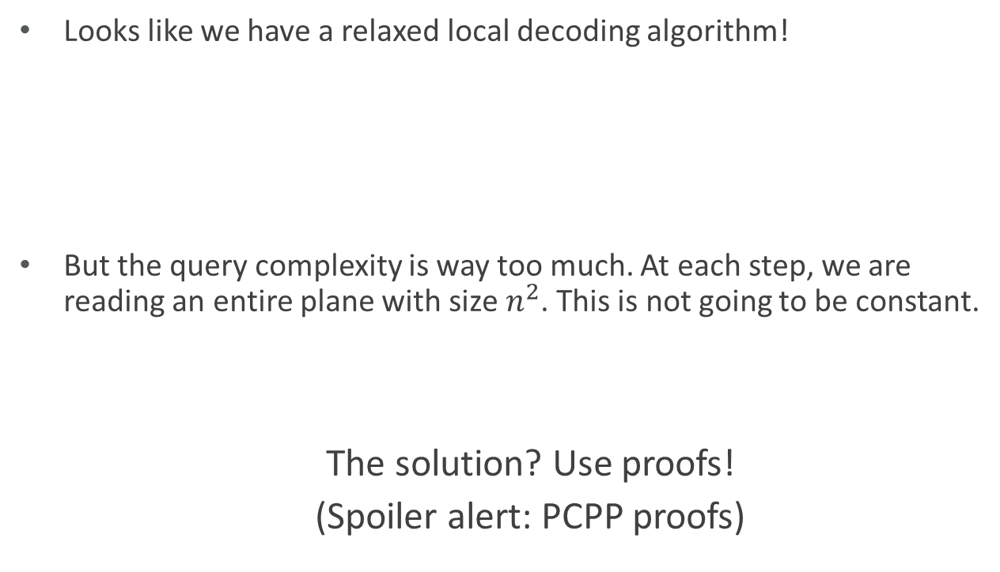 • Looks like we have a relaxed local decoding algorithm!
• But the query complexity is way too much. At each step, we are
reading an entire plane with size n². This is not going to be constant.
The solution? Use proofs!
(Spoiler alert: PCPP proofs)